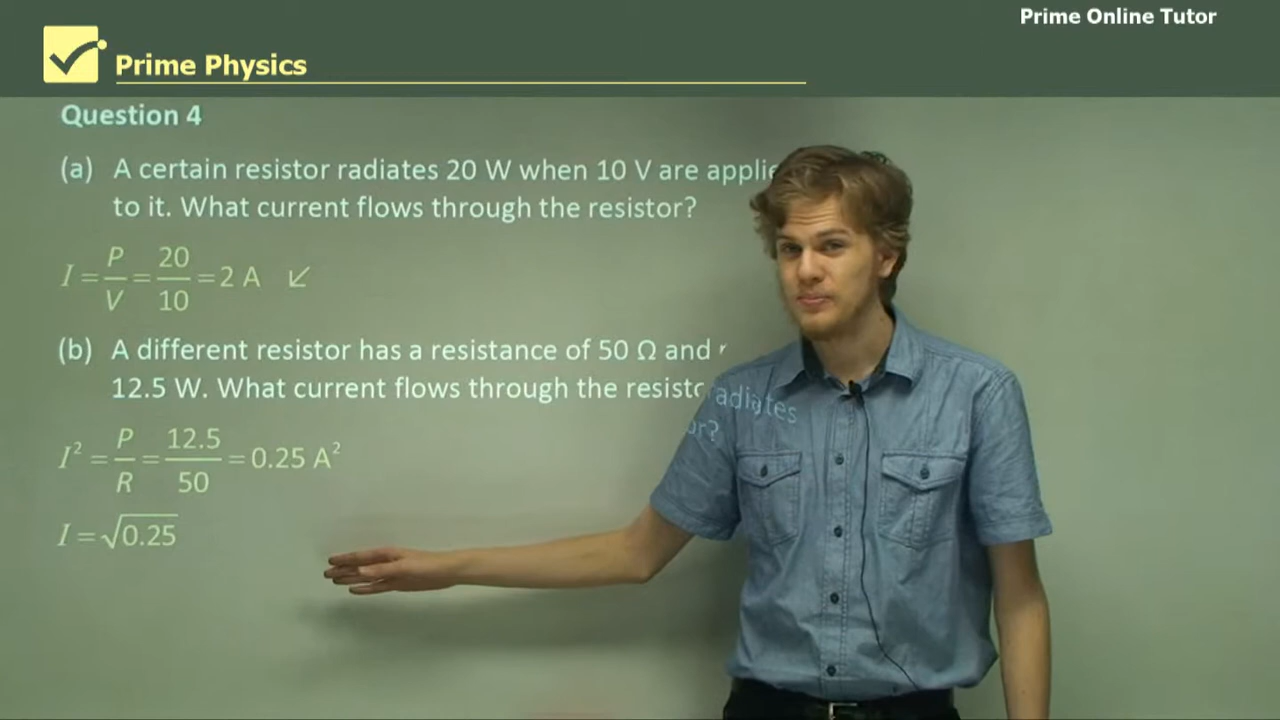 Prime Online Tutor
Prime Physics
Question 4
(a) A certain resistor radiates 20 W when 10 V are applie
to it. What current flows through the resistor?
I = P/V = 20/10 = 2 A ↙
(b) A different resistor has a resistance of 50 Ω and radiates
12.5 W. What current flows through the resistor?
I² = P/R = 12.5/50 = 0.25 A²
I = √0.25